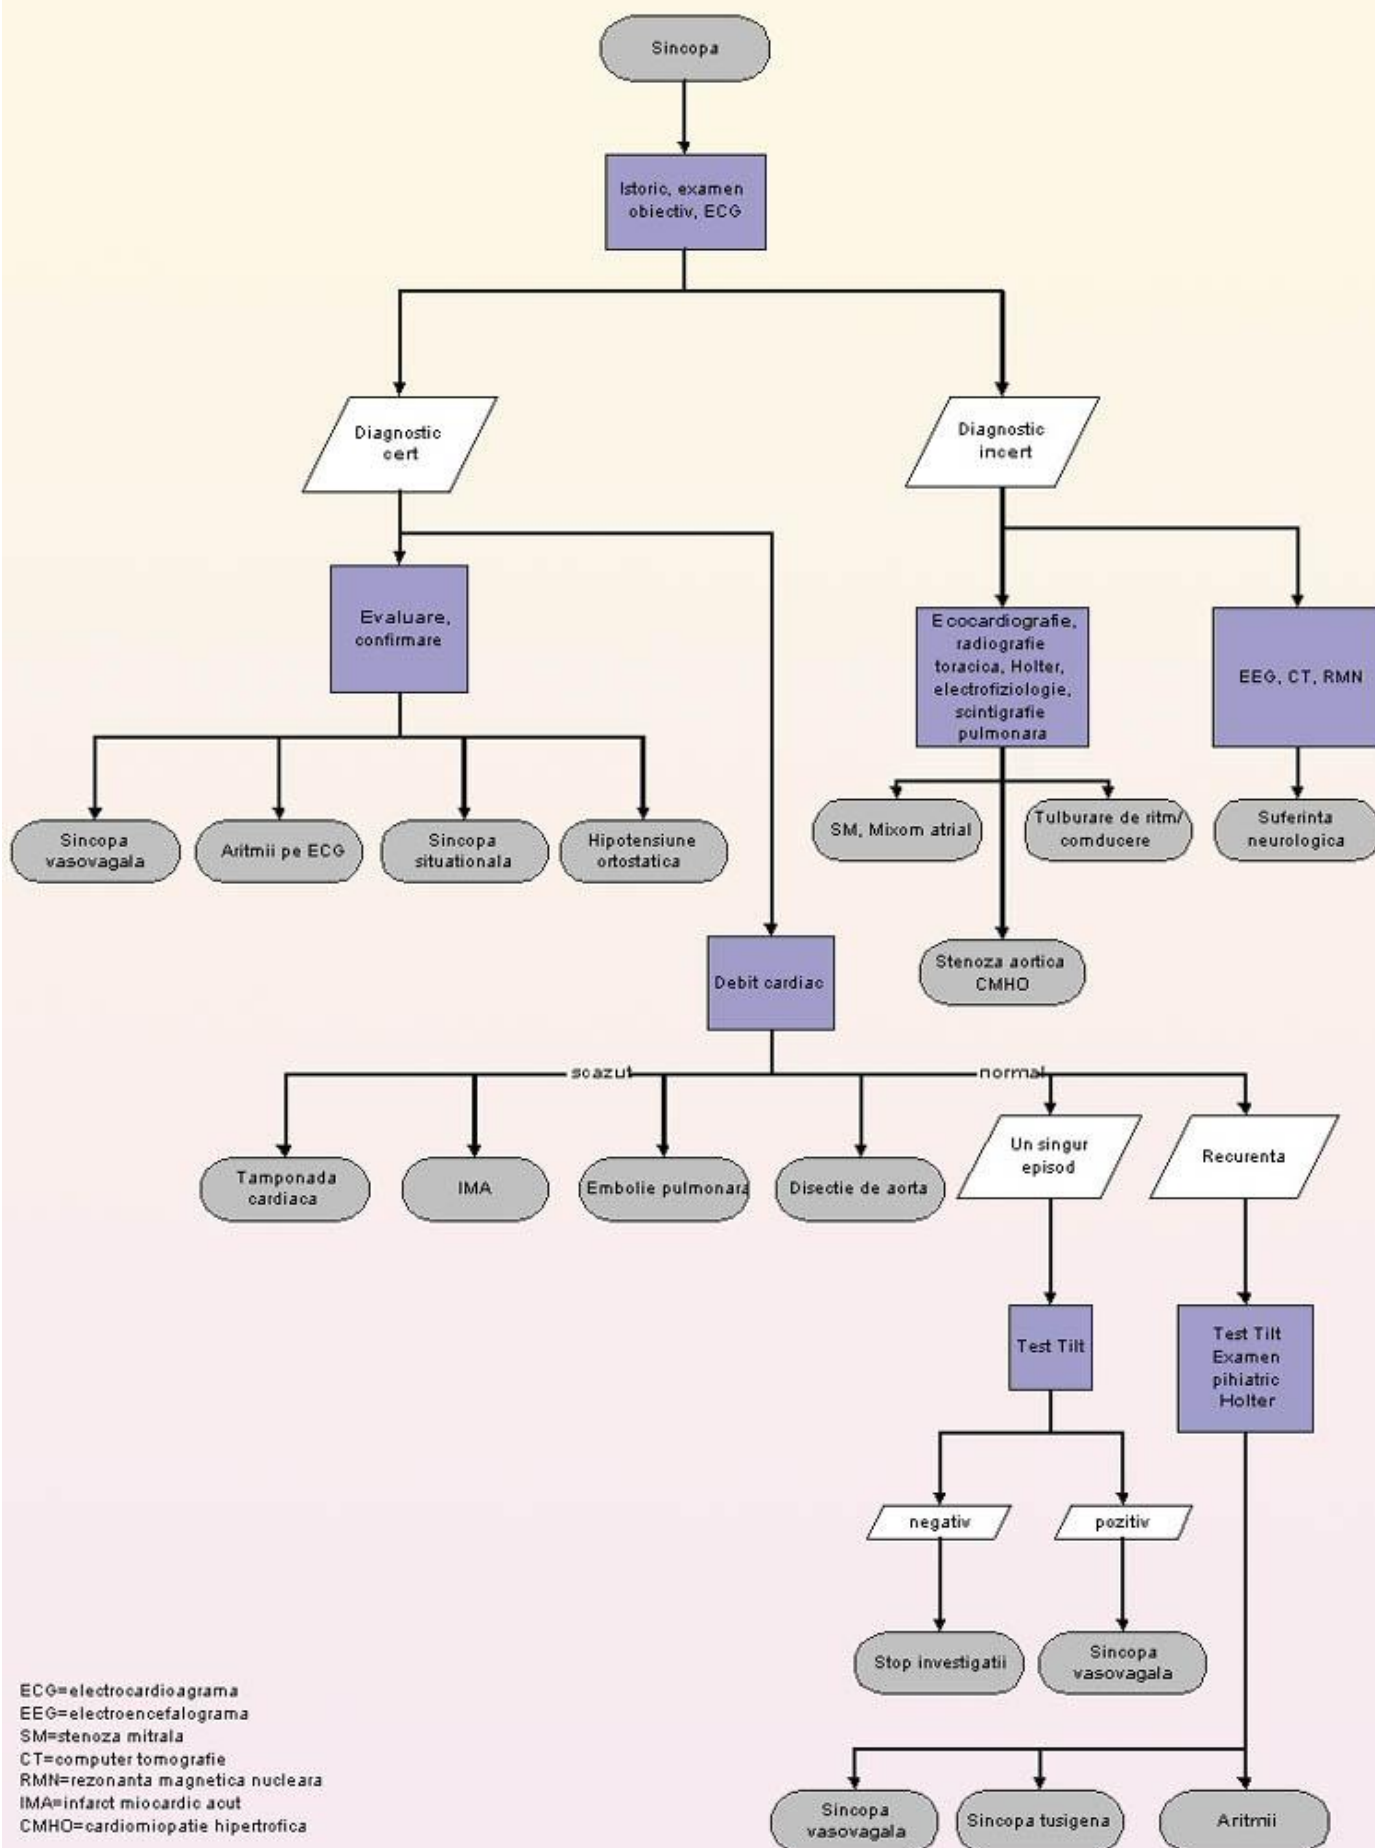 Sincopa
Istoric, examen
obiectiv, ECG
Diagnostic
cert
Diagnostic
incert
Evaluare,
confirmare
Ecocardiografie,
radiografie
toracica, Holter,
electrofiziologie,
scintigrafie
pulmonara
EEG, CT, RMN
Sincopa
vasovagala
Aritmii pe ECG
Sincopa
situationala
Hipotensiune
ortostatica
SM, Mixom atrial
Tulburare de ritm/
comducere
Suferinta
neurologica
Stenoza aortica
CMHO
Debit cardiac
scazut
normal
Tamponada
cardiaca
IMA
Embolie pulmonara
Disectie de aorta
Un singur
episod
Recurenta
Test Tilt
Test Tilt
Examen
pihiatric
Holter
negativ
pozitiv
Stop investigatii
Sincopa
vasovagala
Sincopa
vasovagala
Sincopa tusigena
Aritmii
ECG=electrocardioagrama
EEG=electroencefalograma
SM=stenoza mitrala
CT=computer tomografie
RMN=rezonanta magnetica nucleara
IMA=infarct miocardic acut
CMHO=cardiomiopatie hipertrofica